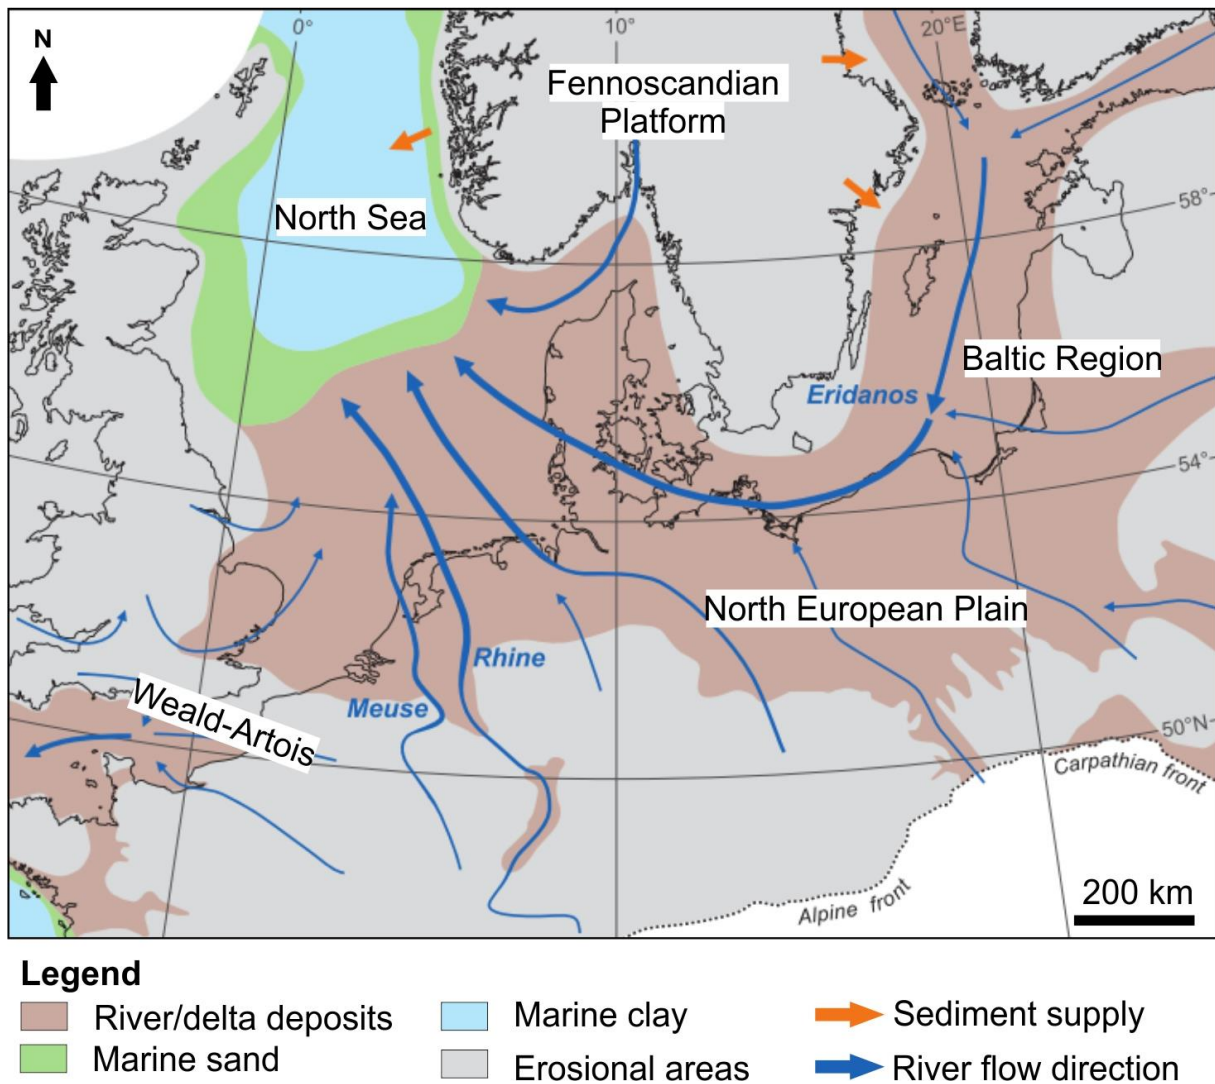 N
0°
10°
20°E
Fennoscandian
Platform
North Sea
58°
Baltic Region
Eridanos
54°
North European Plain
Rhine
Meuse
Weald-Artois
50°N
Carpathian front
Alpine front
200 km
Legend
River/delta deposits
Marine clay
Sediment supply
Marine sand
Erosional areas
River flow direction